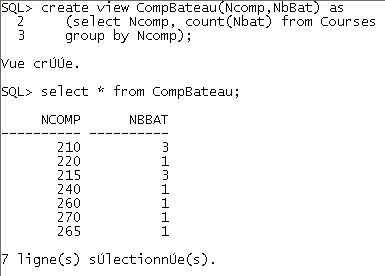 SQL> create view CompBateau(Ncomp,NbBat) as
2 (select Ncomp, count(Nbat) from Courses
3 group by Ncomp);
Vue crÚÚe.
SQL> select * from CompBateau;
NCOMP NBBAT
---------- ----------
210 3
220 1
215 3
240 1
260 1
270 1
265 1
7 ligne(s) sÚlectionnÚe(s).